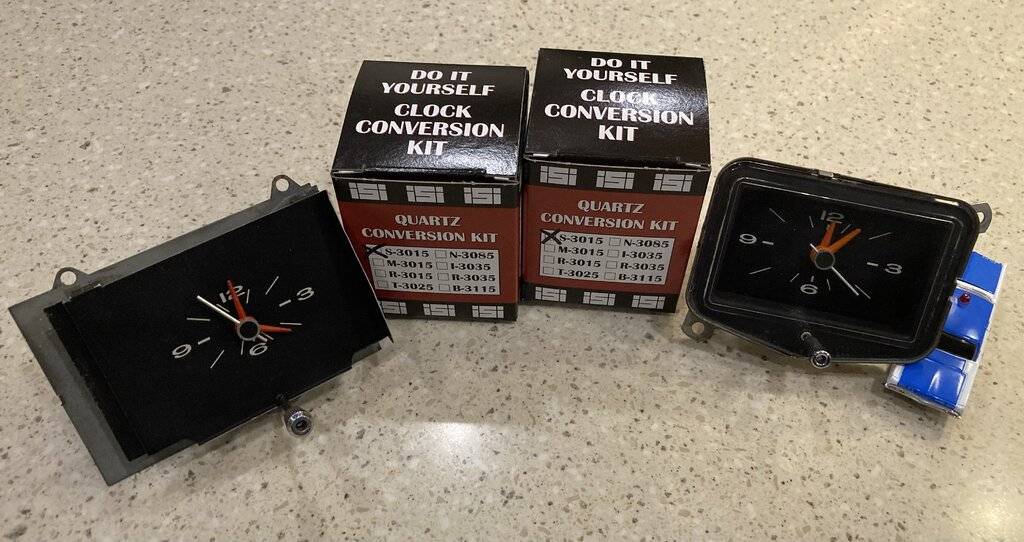 DO IT
YOURSELF
CLOCK
CONVERSION
KIT
isi isi isi
QUARTZ
CONVERSION KIT
S-3015 N-3085
M-3015 I-3035
R-3015 R-3035
T-3025 B-3115
isi isi
DO IT
YOURSELF
CLOCK
CONVERSION
KIT
isi isi isi
QUARTZ
CONVERSION KIT
S-3015 N-3085
M-3015 I-3035
R-3015 R-3035
T-3025 B-3115
isi isi isi
12
3
6
9
12
3
6
9